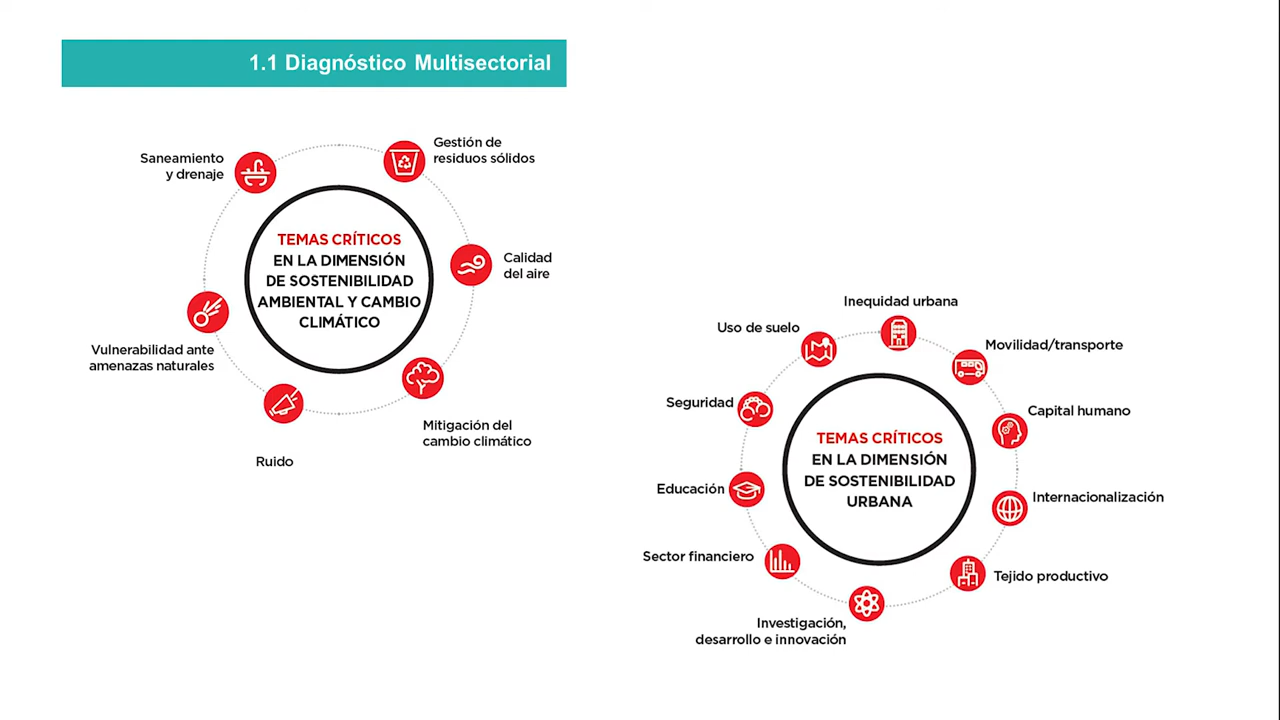 1.1 Diagnóstico Multisectorial
Saneamiento
y drenaje
Gestión de
residuos sólidos
Calidad
del aire
Mitigación del
cambio climático
Ruido
Vulnerabilidad ante
amenazas naturales
TEMAS CRÍTICOS
EN LA DIMENSIÓN
DE SOSTENIBILIDAD
AMBIENTAL Y CAMBIO
CLIMÁTICO
Inequidad urbana
Uso de suelo
Movilidad/transporte
Seguridad
Capital humano
Educación
Internacionalización
Sector financiero
Tejido productivo
Investigación,
desarrollo e innovación
TEMAS CRÍTICOS
EN LA DIMENSIÓN
DE SOSTENIBILIDAD
URBANA